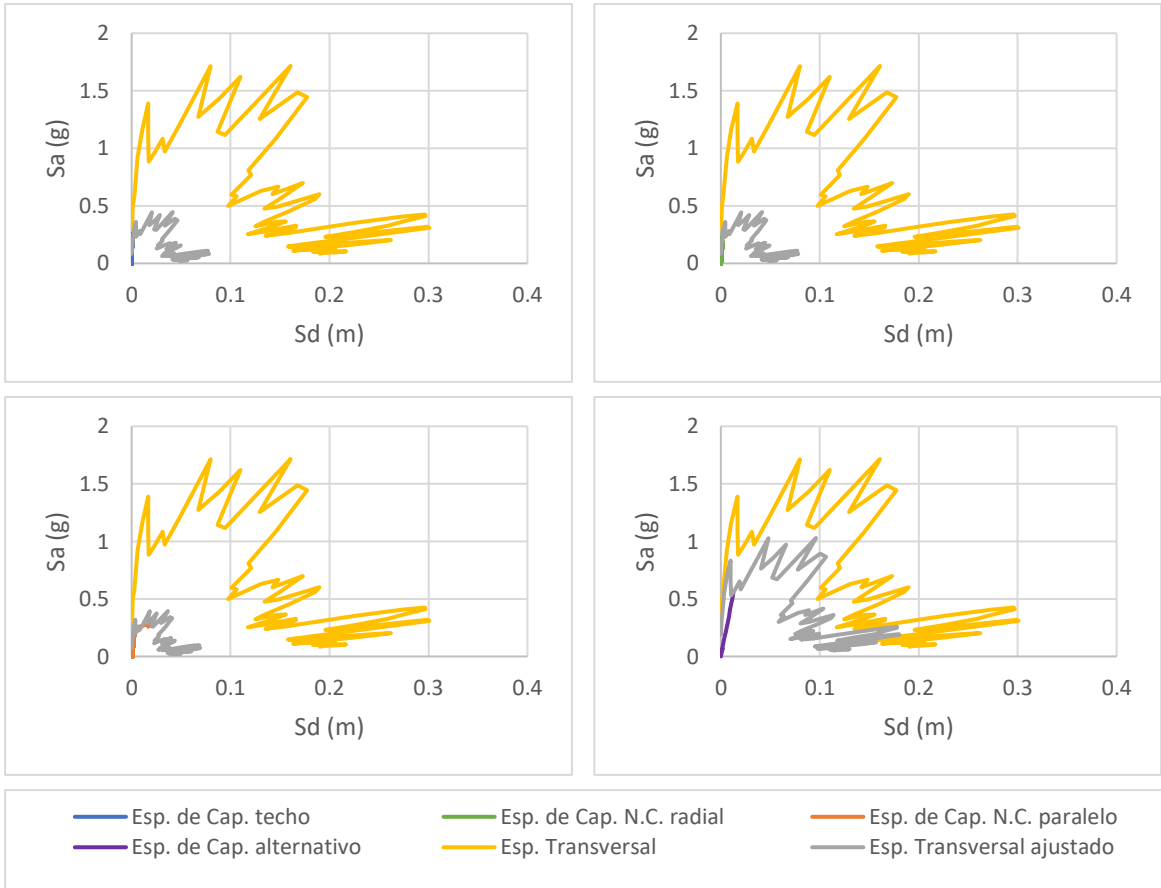 2
1.5
1
0.5
0
Sa (g)
0 0.1 0.2 0.3 0.4
Sd (m)
2
1.5
1
0.5
0
Sa (g)
0 0.1 0.2 0.3 0.4
Sd (m)
2
1.5
1
0.5
0
Sa (g)
0 0.1 0.2 0.3 0.4
Sd (m)
2
1.5
1
0.5
0
Sa (g)
0 0.1 0.2 0.3 0.4
Sd (m)
Esp. de Cap. techo Esp. de Cap. N.C. radial Esp. de Cap. N.C. paralelo
Esp. de Cap. alternativo Esp. Transversal Esp. Transversal ajustado